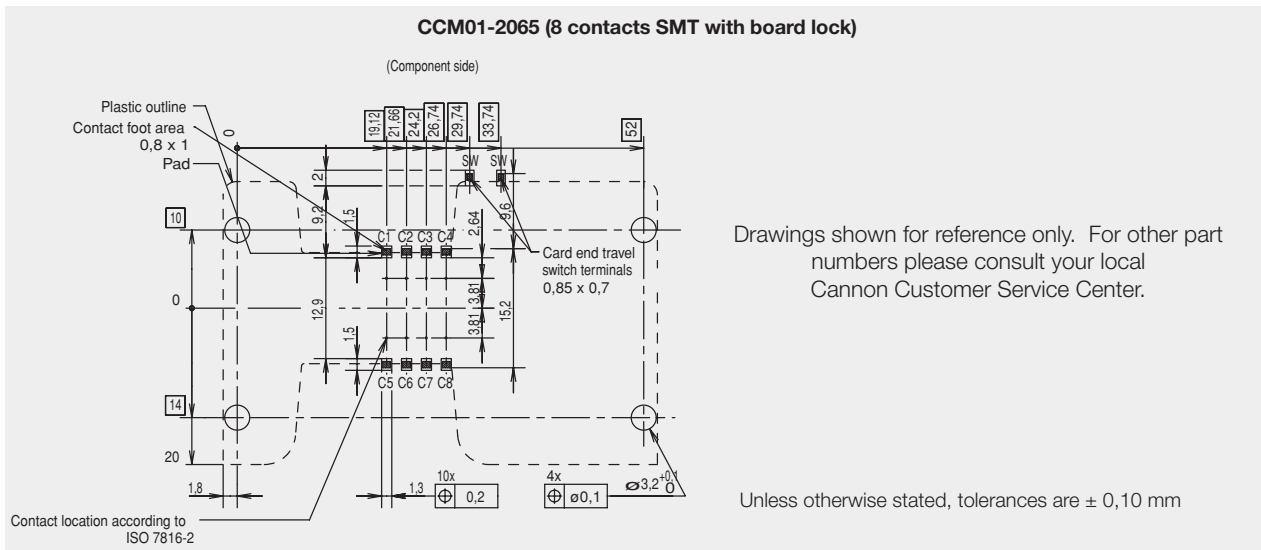 CCM01-2065 (8 contacts SMT with board lock)
(Component side)
Plastic outline
Contact foot area
0,8 x 1
Pad
0
19,12
21,66
24,2
26,74
29,74
33,74
52
SW SW
2
9,2
1,5
2,64
9,6
10
C1 C2 C3 C4
Card end travel
switch terminals
0,85 x 0,7
0
12,9
3,81
3,81
15,2
1,5
C5 C6 C7 C8
14
20
1,8
1,3
10x
⌖ 0,2
4x
⌖ ø0,1
ø3,2 +0,1
0
Contact location according to
ISO 7816-2
Drawings shown for reference only. For other part
numbers please consult your local
Cannon Customer Service Center.
Unless otherwise stated, tolerances are ± 0,10 mm